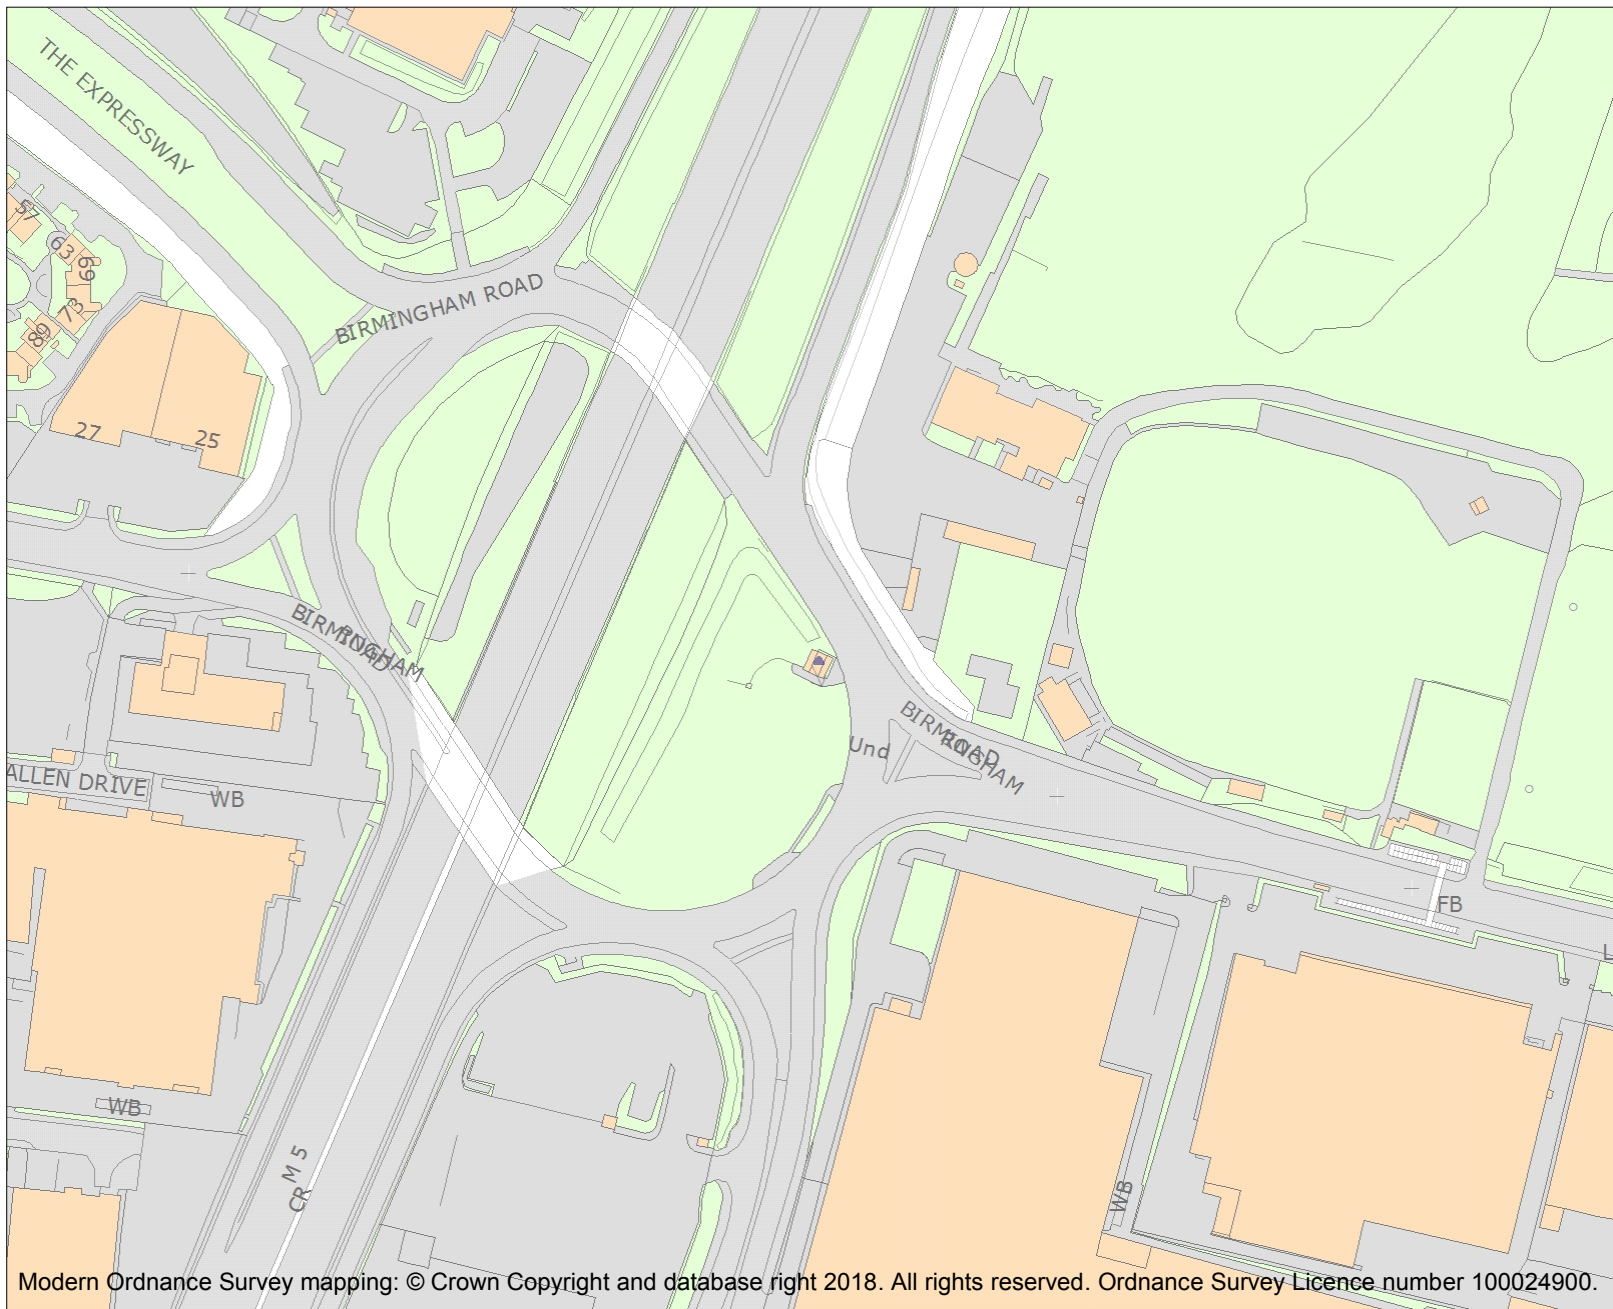 THE EXPRESSWAY
BIRMINGHAM ROAD
57
63
69
73
89
27
25
BIRMINGHAM
ROAD
BIRMINGHAM
ROAD
Und
ALLEN DRIVE
WB
FB
L
WB
M 5
CR
WB
Modern Ordnance Survey mapping: © Crown Copyright and database right 2018. All rights reserved. Ordnance Survey Licence number 100024900.